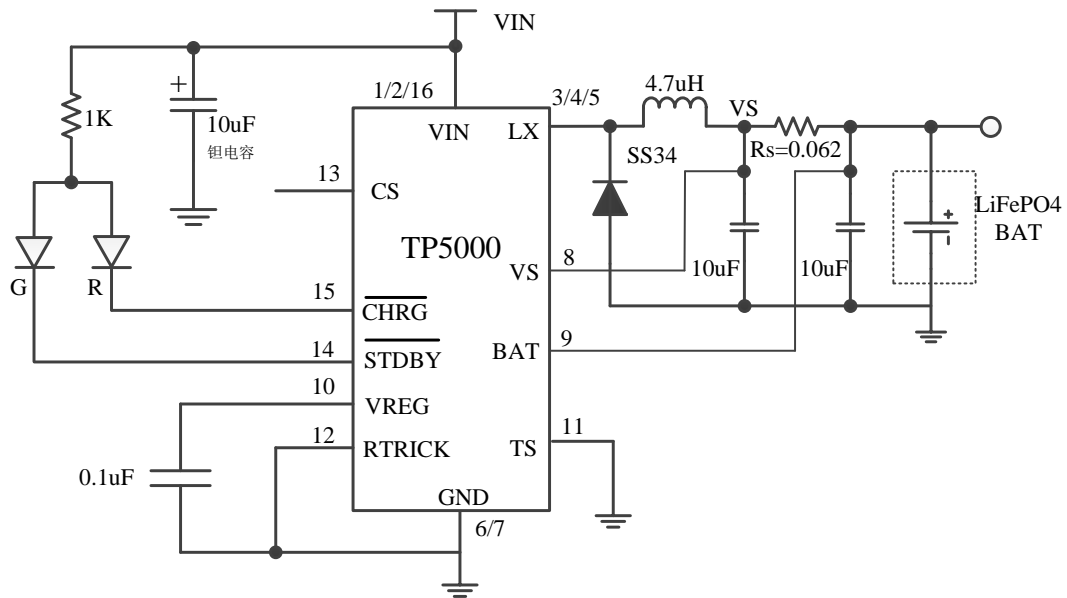 VIN
1/2/16
3/4/5
4.7uH
VS
1K
+
10uF
钽电容
VIN
LX
SS34
Rs=0.062
13
CS
LiFePO4
BAT
+
TP5000
VS
8
10uF
10uF
G
R
15
CHRG
14
STDBY
BAT
9
10
VREG
12
RTRICK
TS
11
0.1uF
GND
6/7